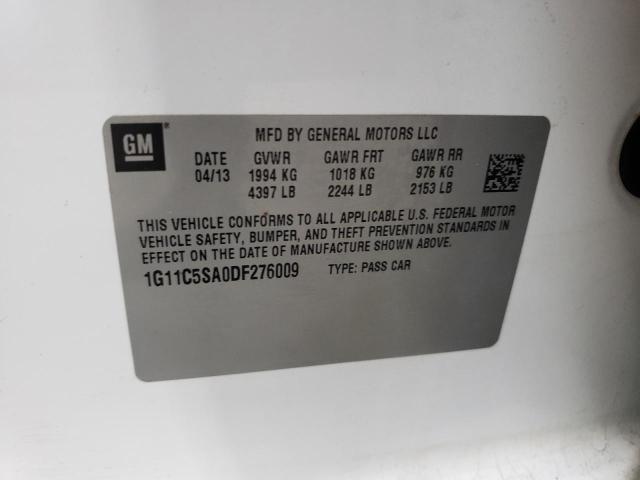 GM
MFD BY GENERAL MOTORS LLC
DATE GVWR GAWR FRT GAWR RR
04/13 1994 KG 1018 KG 976 KG
4397 LB 2244 LB 2153 LB
THIS VEHICLE CONFORMS TO ALL APPLICABLE U.S. FEDERAL MOTOR
VEHICLE SAFETY, BUMPER, AND THEFT PREVENTION STANDARDS IN
EFFECT ON THE DATE OF MANUFACTURE SHOWN ABOVE.
1G11C5SA0DF276009 TYPE: PASS CAR